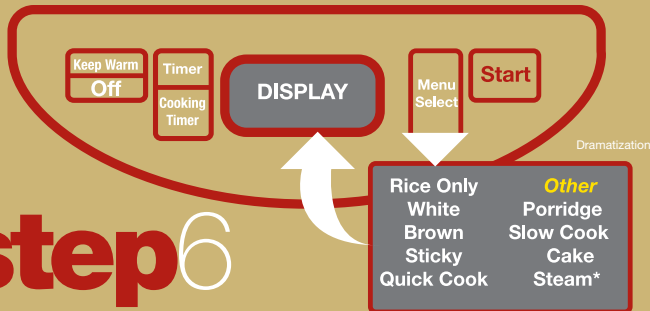 Keep Warm
Off
Timer
Cooking
Timer
DISPLAY
Menu
Select
Start
Dramatization
Rice Only
White
Brown
Sticky
Quick Cook
Other
Porridge
Slow Cook
Cake
Steam*
step6